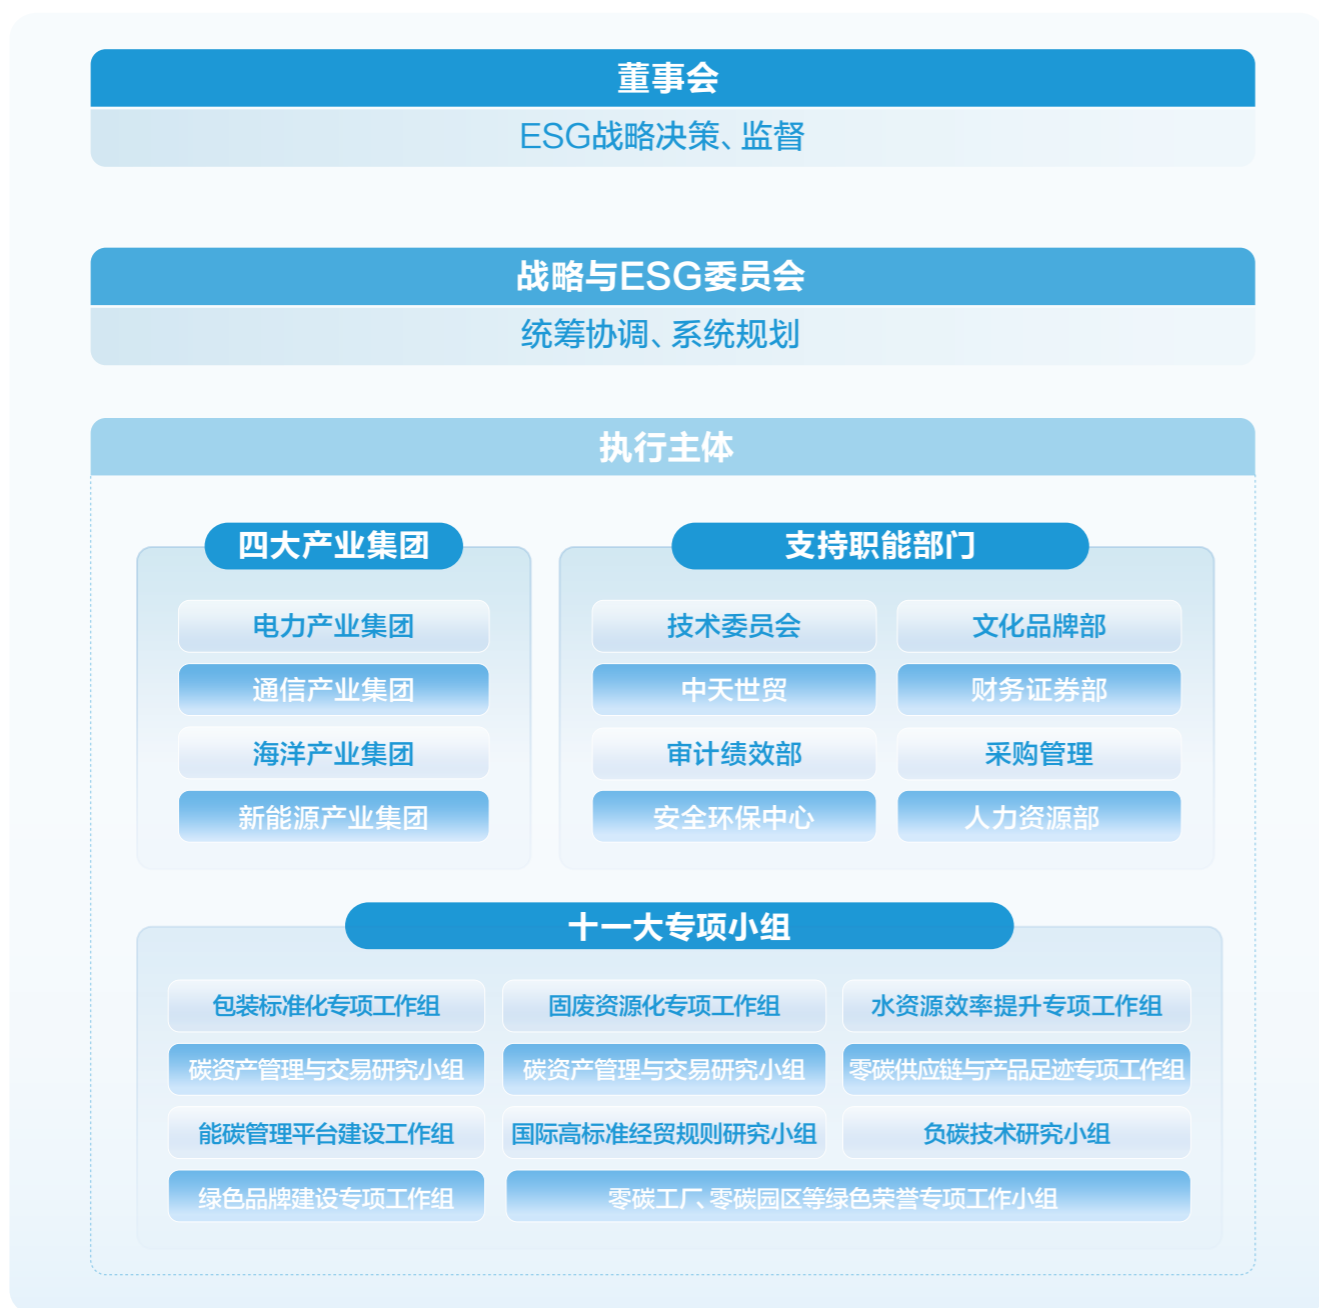 董事会
ESG战略决策、监督
战略与ESG委员会
统筹协调、系统规划
执行主体
四大产业集团
电力产业集团
通信产业集团
海洋产业集团
新能源产业集团
支持职能部门
技术委员会
文化品牌部
中天世贸
财务证券部
审计绩效部
采购管理
安全环保中心
人力资源部
十一大专项小组
包装标准化专项工作组
固废资源化专项工作组
水资源效率提升专项工作组
碳资产管理与交易研究小组
碳资产管理与交易研究小组
零碳供应链与产品足迹专项工作组
能碳管理平台建设工作组
国际高标准经贸规则研究小组
负碳技术研究小组
绿色品牌建设专项工作组
零碳工厂、零碳园区等绿色荣誉专项工作小组